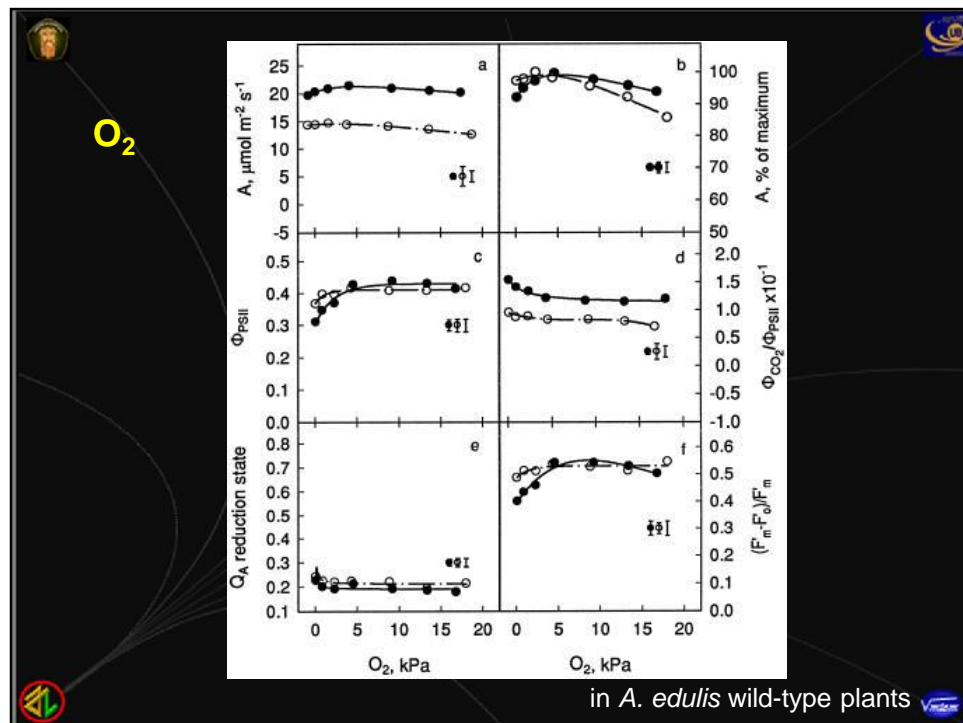 O₂
a
25
20
15
10
5
0
-5
A, μmol m⁻² s⁻¹
b
100
90
80
70
60
50
A, % of maximum
c
0.5
0.4
0.3
0.2
0.1
0.0
Φ_PSII
d
2.0
1.5
1.0
0.5
0.0
-0.5
-1.0
Φ_CO₂/Φ_PSII x10⁻¹
e
0.8
0.7
0.6
0.5
0.4
0.3
0.2
0.1
Q_A reduction state
f
0.6
0.5
0.4
0.3
0.2
0.1
0.0
(F'm-F'o)/F'm
0 5 10 15 20
O₂, kPa
0 5 10 15 20
O₂, kPa
in A. edulis wild-type plants